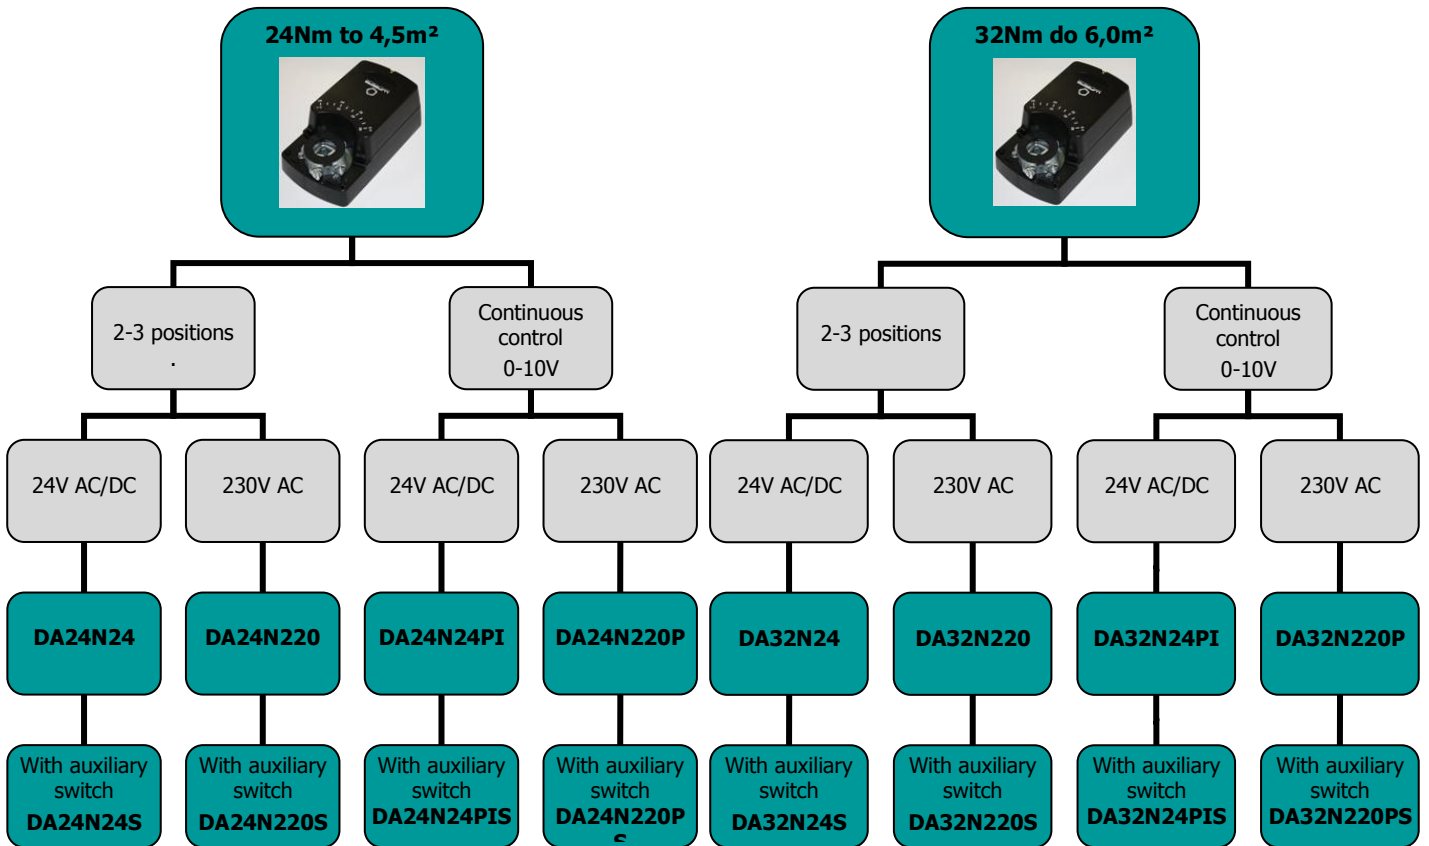 24Nm to 4,5m²
32Nm do 6,0m²
2-3 positions
.
Continuous
control
0-10V
2-3 positions
Continuous
control
0-10V
24V AC/DC
230V AC
24V AC/DC
230V AC
24V AC/DC
230V AC
24V AC/DC
230V AC
DA24N24
DA24N220
DA24N24PI
DA24N220P
DA32N24
DA32N220
DA32N24PI
DA32N220P
With auxiliary
switch
DA24N24S
With auxiliary
switch
DA24N220S
With auxiliary
switch
DA24N24PIS
With auxiliary
switch
DA24N220P
S
With auxiliary
switch
DA32N24S
With auxiliary
switch
DA32N220S
With auxiliary
switch
DA32N24PIS
With auxiliary
switch
DA32N220PS